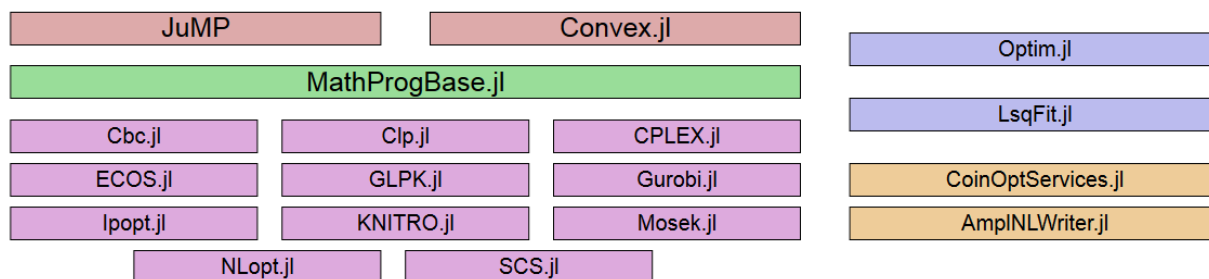 JuMP
Convex.jl
MathProgBase.jl
Cbc.jl
Clp.jl
CPLEX.jl
ECOS.jl
GLPK.jl
Gurobi.jl
Ipopt.jl
KNITRO.jl
Mosek.jl
NLopt.jl
SCS.jl
Optim.jl
LsqFit.jl
CoinOptServices.jl
AmplNLWriter.jl